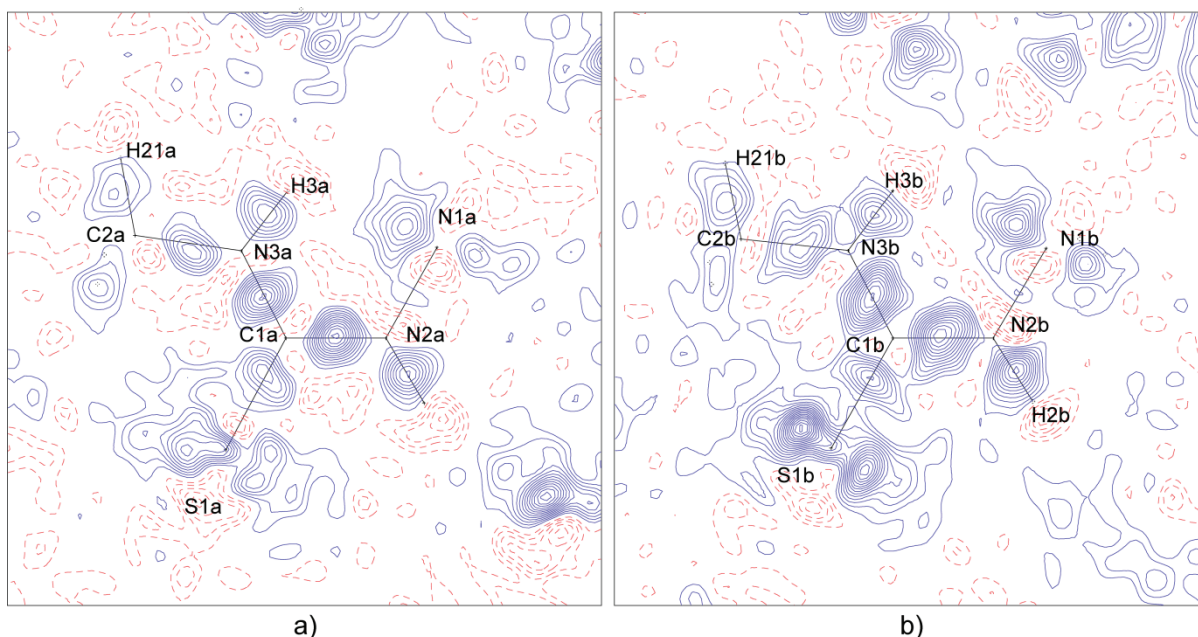 H21a
H3a
N1a
C2a
N3a
C1a
N2a
S1a
a)
H21b
H3b
N1b
C2b
N3b
N2b
C1b
H2b
S1b
b)